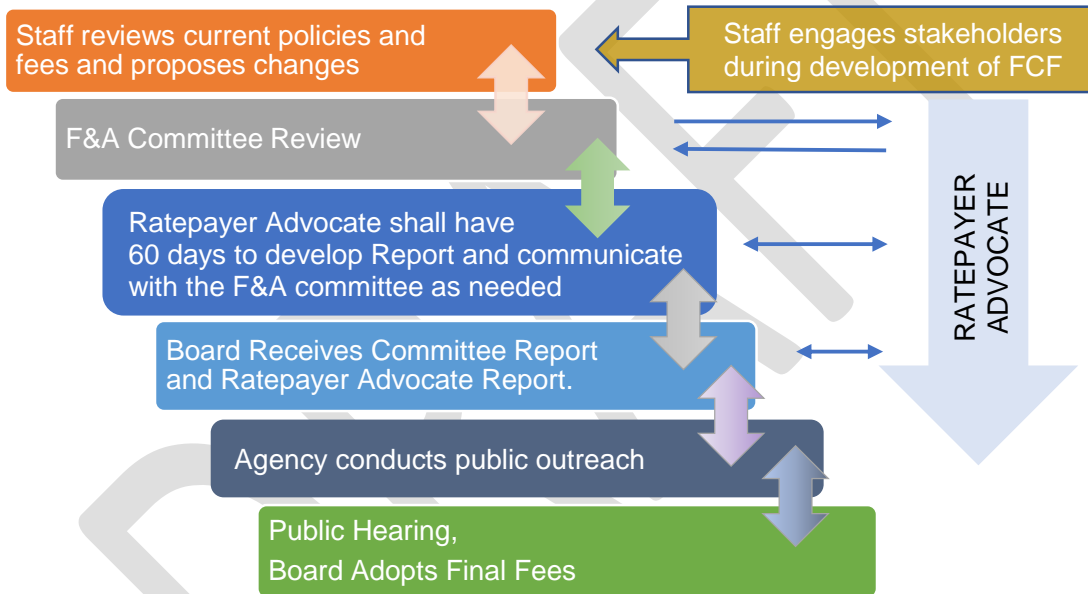 Staff reviews current policies and
fees and proposes changes
Staff engages stakeholders
during development of FCF
F&A Committee Review
Ratepayer Advocate shall have
60 days to develop Report and communicate
with the F&A committee as needed
RATEPAYER
ADVOCATE
Board Receives Committee Report
and Ratepayer Advocate Report.
Agency conducts public outreach
Public Hearing,
Board Adopts Final Fees